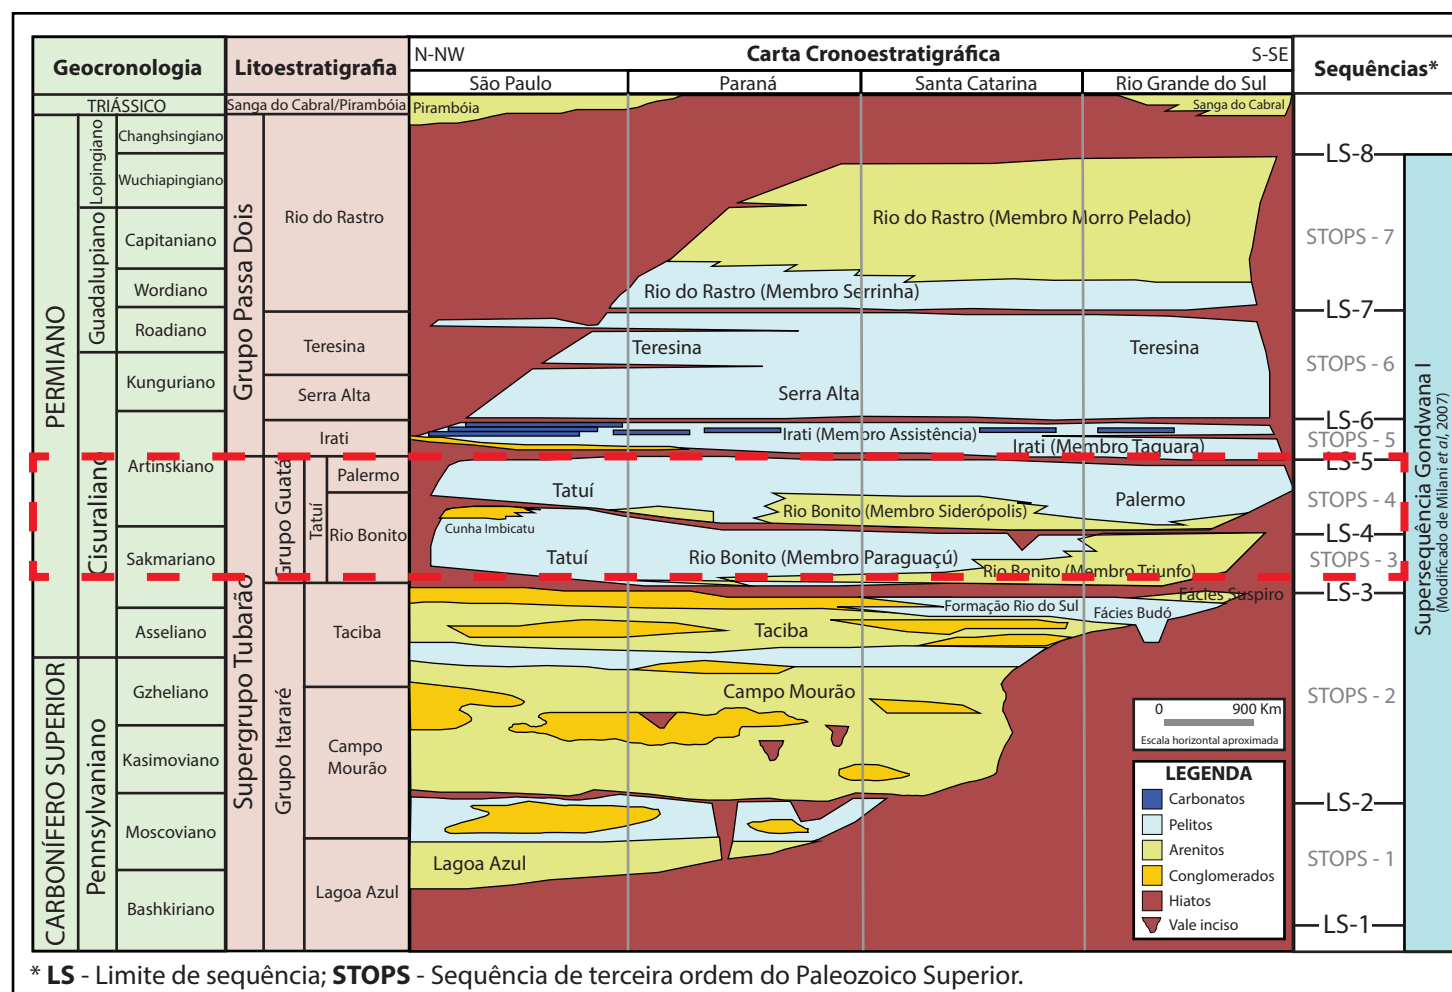 Geocronologia
Litoestratigrafia
N-NW
Carta Cronoestratigráfica
S-SE
Sequências*
São Paulo
Paraná
Santa Catarina
Rio Grande do Sul
TRIÁSSICO
Sanga do Cabral/Pirambóia
Pirambóia
Sanga do Cabral
PERMIANO
Lopingiano
Changhsingiano
Wuchiapingiano
Guadalupiano
Capitaniano
Wordiano
Roadiano
Cisuraliano
Kunguriano
Artinskiano
Sakmariano
Asseliano
CARBONÍFERO SUPERIOR
Pennsylvaniano
Gzheliano
Kasimoviano
Moscoviano
Bashkiriano
Grupo Passa Dois
Rio do Rastro
Teresina
Serra Alta
Irati
Supergrupo Tubarão
Grupo Guatá
Tatuí
Palermo
Rio Bonito
Grupo Itararé
Taciba
Campo
Mourão
Lagoa Azul
Rio do Rastro (Membro Morro Pelado)
Rio do Rastro (Membro Serrinha)
Teresina
Teresina
Serra Alta
Irati (Membro Assistência)
Irati (Membro Taquara)
Tatuí
Palermo
Rio Bonito (Membro Siderópolis)
Cunha Imbicatu
Tatuí
Rio Bonito (Membro Paraguaçú)
Rio Bonito (Membro Triunfo)
Fácies Suspiro
Formação Rio do Sul
Fácies Budó
Taciba
Campo Mourão
Lagoa Azul
0 900 Km
Escala horizontal aproximada
LEGENDA
Carbonatos
Pelitos
Arenitos
Conglomerados
Hiatos
Vale inciso
LS-8
STOPS - 7
LS-7
STOPS - 6
LS-6
STOPS - 5
LS-5
STOPS - 4
LS-4
STOPS - 3
LS-3
STOPS - 2
LS-2
STOPS - 1
LS-1
Supersequência Gondwana I
(Modificado de Milani et al, 2007)
* LS - Limite de sequência; STOPS - Sequência de terceira ordem do Paleozoico Superior.